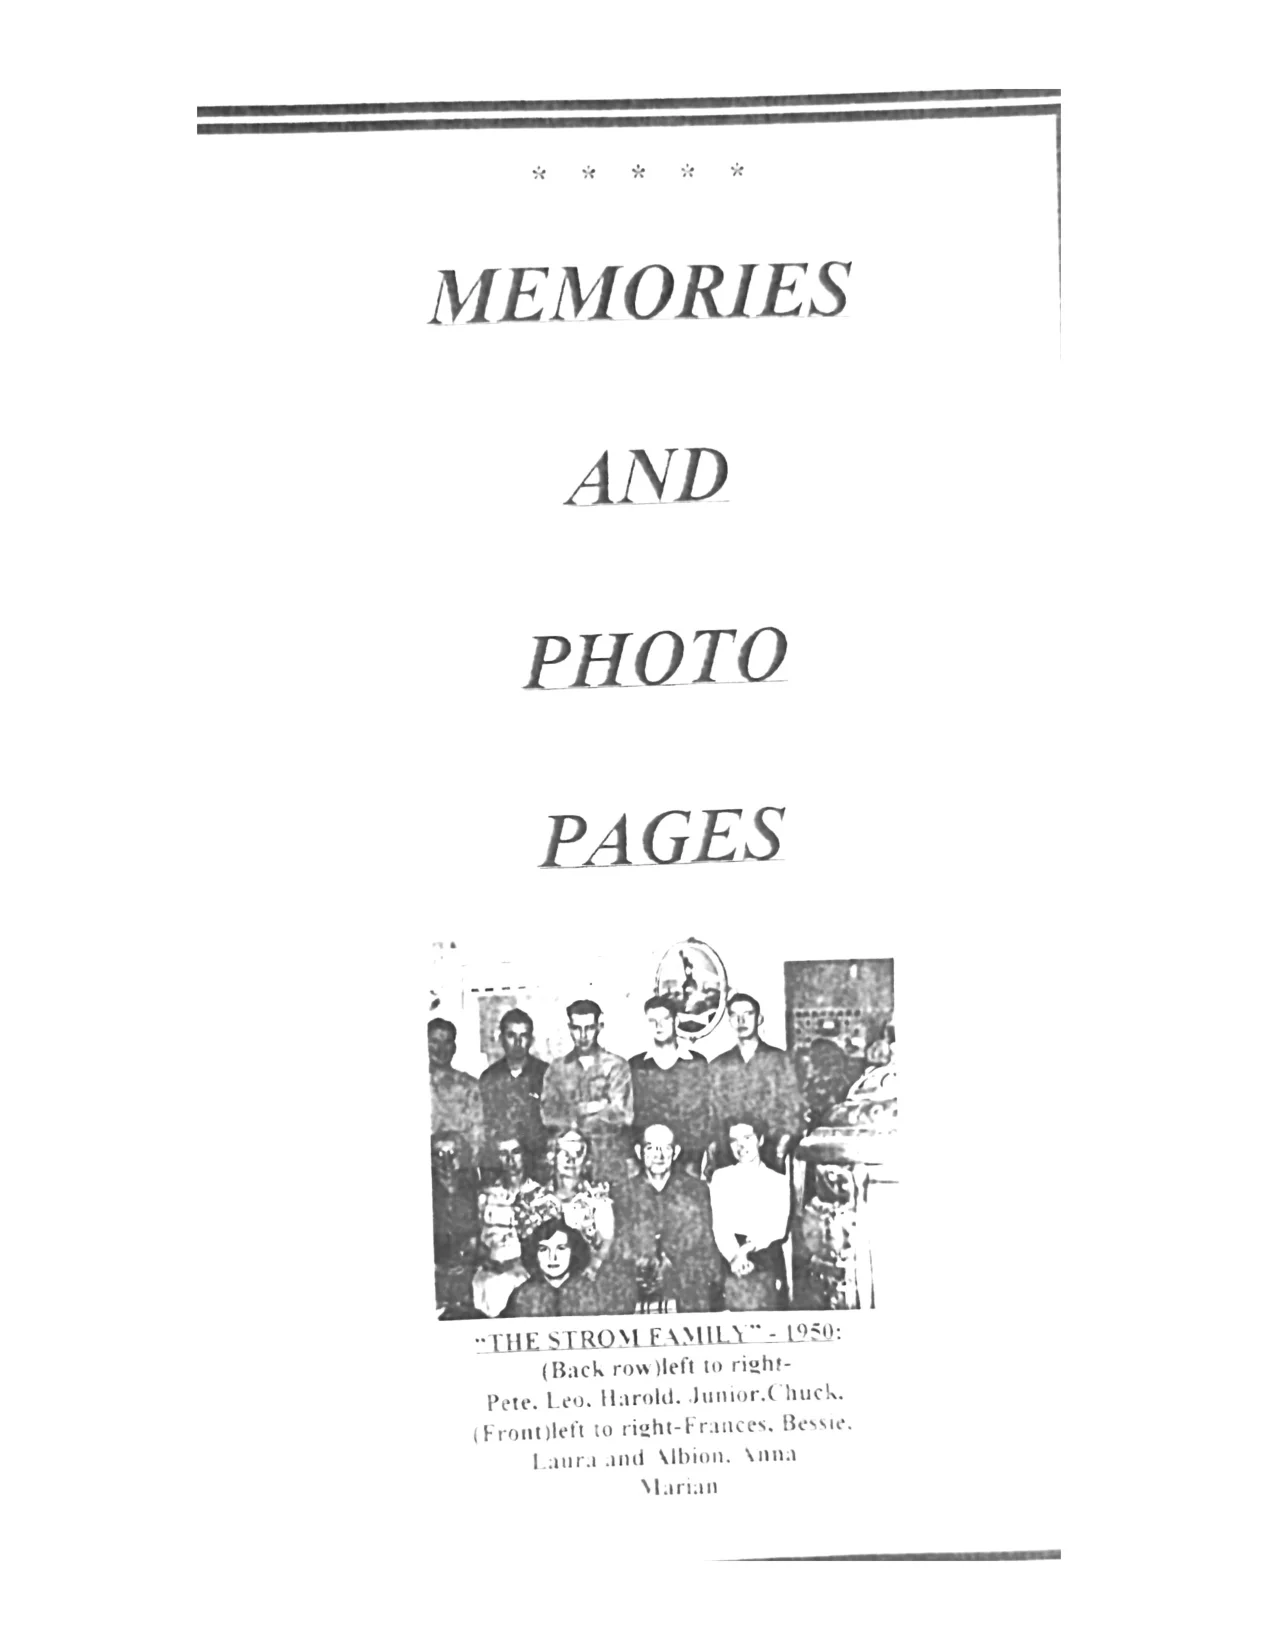 * * * * *
MEMORIES
AND
PHOTO
PAGES
"THE STROM FAMILY" - 1950:
(Back row)left to right-
Pete, Leo, Harold, Junior,Chuck.
(Front)left to right-Frances, Bessie,
Laura and Albion, Anna
Marian